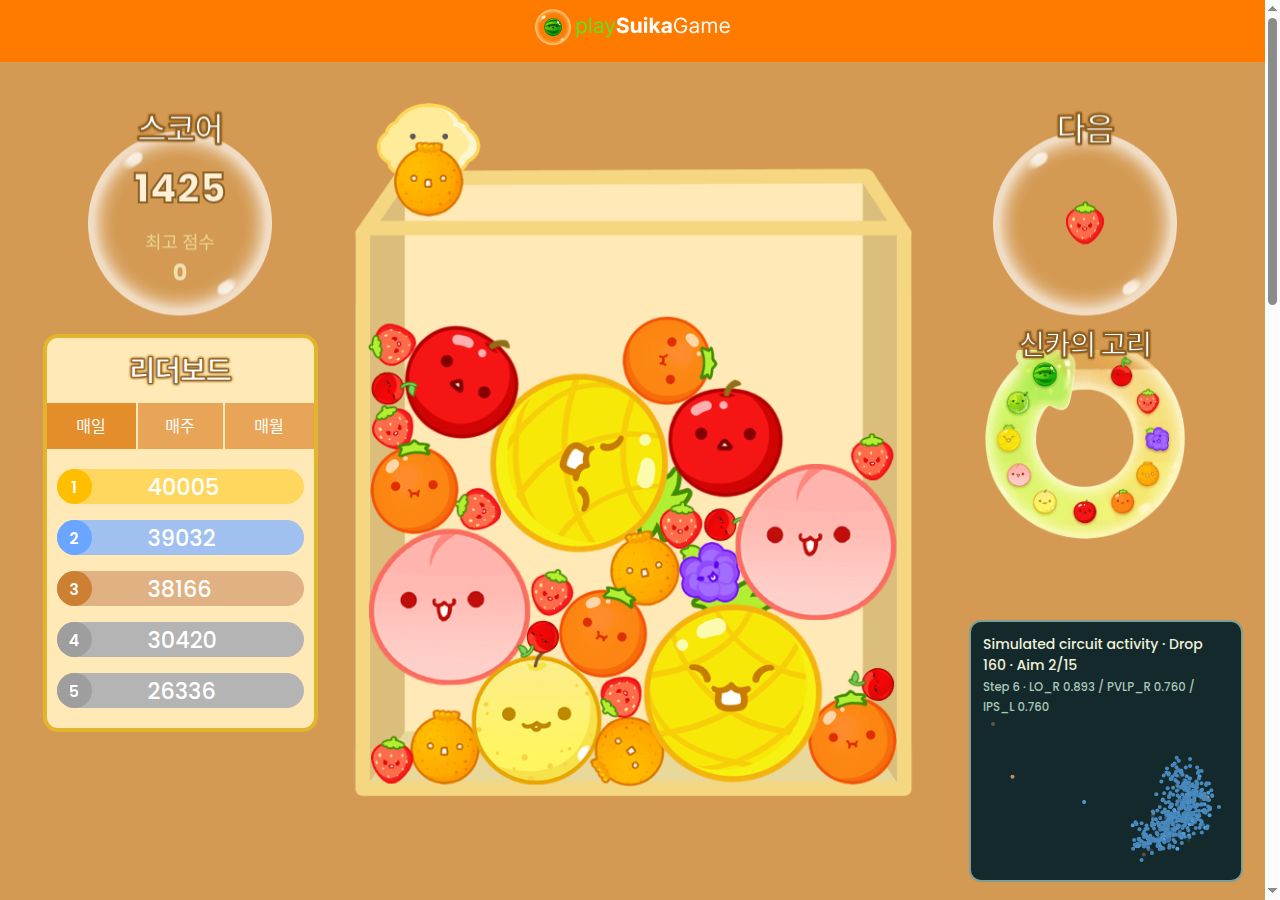 playSuikaGame
스코어
1425
최고 점수
0
다음
신카의 고리
리더보드
매일
매주
매월
1 40005
2 39032
3 38166
4 30420
5 26336
Simulated circuit activity · Drop
160 · Aim 2/15
Step 6 · LO_R 0.893 / PVLP_R 0.760 /
IPS_L 0.760